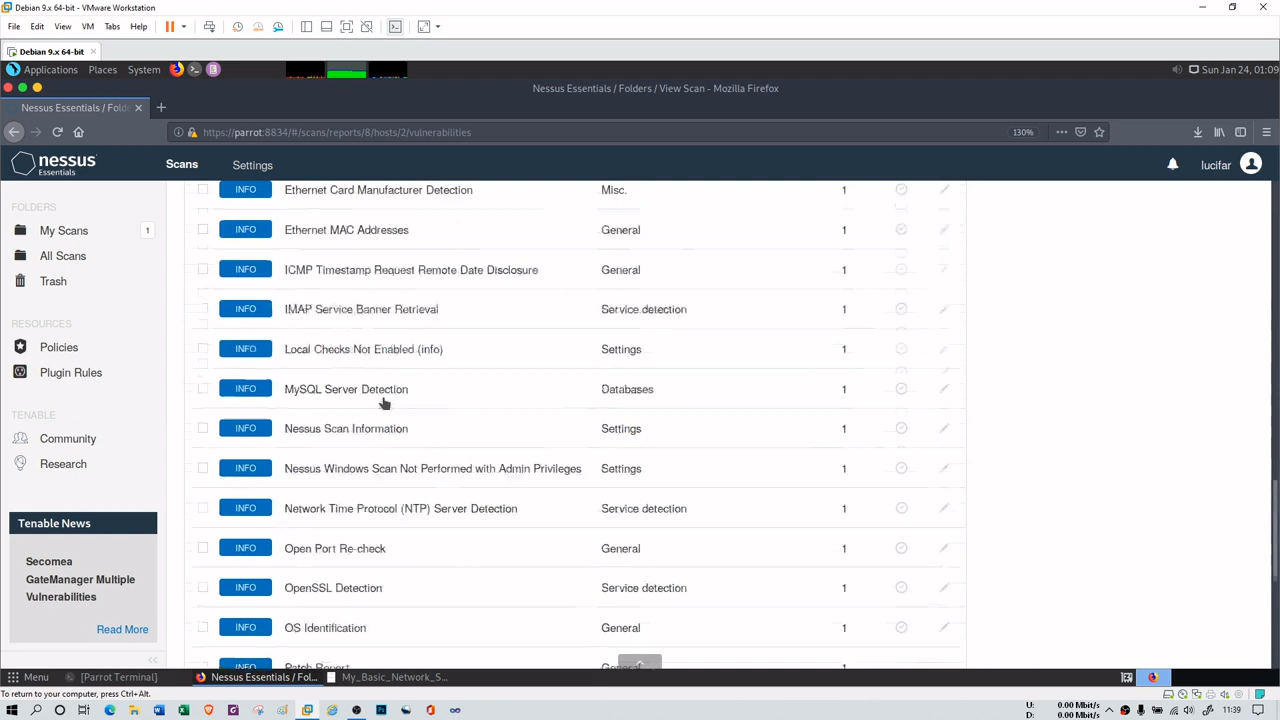 Debian 9.x 64-bit - VMware Workstation
File Edit View VM Tabs Help
Debian 9.x 64-bit
Applications Places System Sun Jan 24, 01:09
Nessus Essentials / Folders / View Scan - Mozilla Firefox
Nessus Essentials / Folde
https://parrot:8834/#/scans/reports/8/hosts/2/vulnerabilities 130%
nessus Essentials Scans Settings lucifar
FOLDERS
My Scans 1
All Scans
Trash
RESOURCES
Policies
Plugin Rules
TENABLE
Community
Research
Tenable News
Secomea
GateManager Multiple
Vulnerabilities
Read More
INFO Ethernet Card Manufacturer Detection Misc. 1
INFO Ethernet MAC Addresses General 1
INFO ICMP Timestamp Request Remote Date Disclosure General 1
INFO IMAP Service Banner Retrieval Service detection 1
INFO Local Checks Not Enabled (info) Settings 1
INFO MySQL Server Detection Databases 1
INFO Nessus Scan Information Settings 1
INFO Nessus Windows Scan Not Performed with Admin Privileges Settings 1
INFO Network Time Protocol (NTP) Server Detection Service detection 1
INFO Open Port Re-check General 1
INFO OpenSSL Detection Service detection 1
INFO OS Identification General 1
Patch Report General 1
Menu [Parrot Terminal] Nessus Essentials / Fol... My_Basic_Network_S...
To return to your computer, press Ctrl+Alt.
U: 0.00 Mbit/s
D: 0.00 Mbit/s
11:39